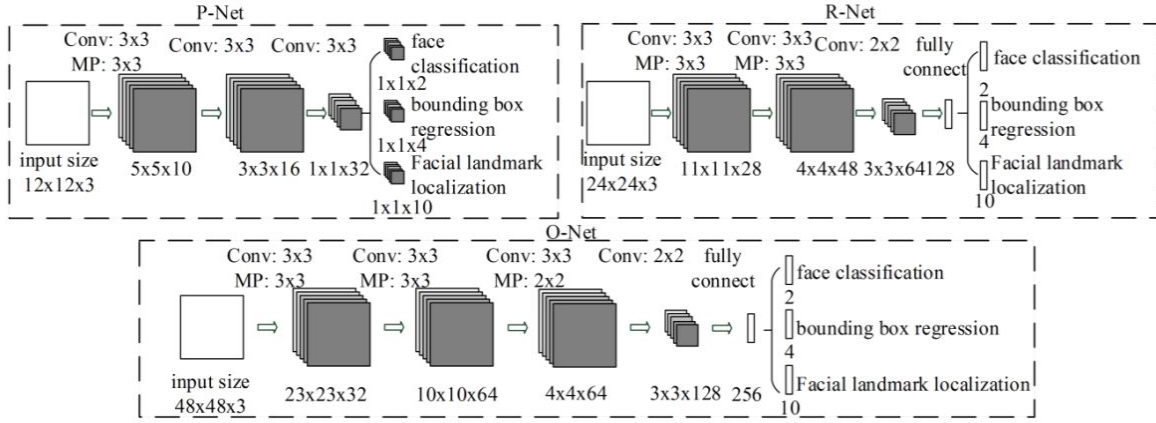 P-Net
Conv: 3x3 Conv: 3x3 Conv: 3x3
MP: 3x3
face
classification
1x1x2
bounding box
regression
1x1x4
Facial landmark
localization
1x1x10
input size
12x12x3
5x5x10
3x3x16
1x1x32
R-Net
Conv: 3x3 Conv: 3x3 Conv: 2x2 fully
MP: 3x3 MP: 3x3 connect
face classification
2
bounding box
regression
4
Facial landmark
localization
10
input size
24x24x3
11x11x28
4x4x48
3x3x64
128
O-Net
Conv: 3x3 Conv: 3x3 Conv: 3x3 Conv: 2x2 fully
MP: 3x3 MP: 3x3 MP: 2x2 connect
face classification
2
bounding box regression
4
Facial landmark localization
10
input size
48x48x3
23x23x32
10x10x64
4x4x64
3x3x128
256